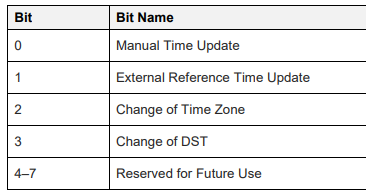 Bit Bit Name
0 Manual Time Update
1 External Reference Time Update
2 Change of Time Zone
3 Change of DST
4–7 Reserved for Future Use